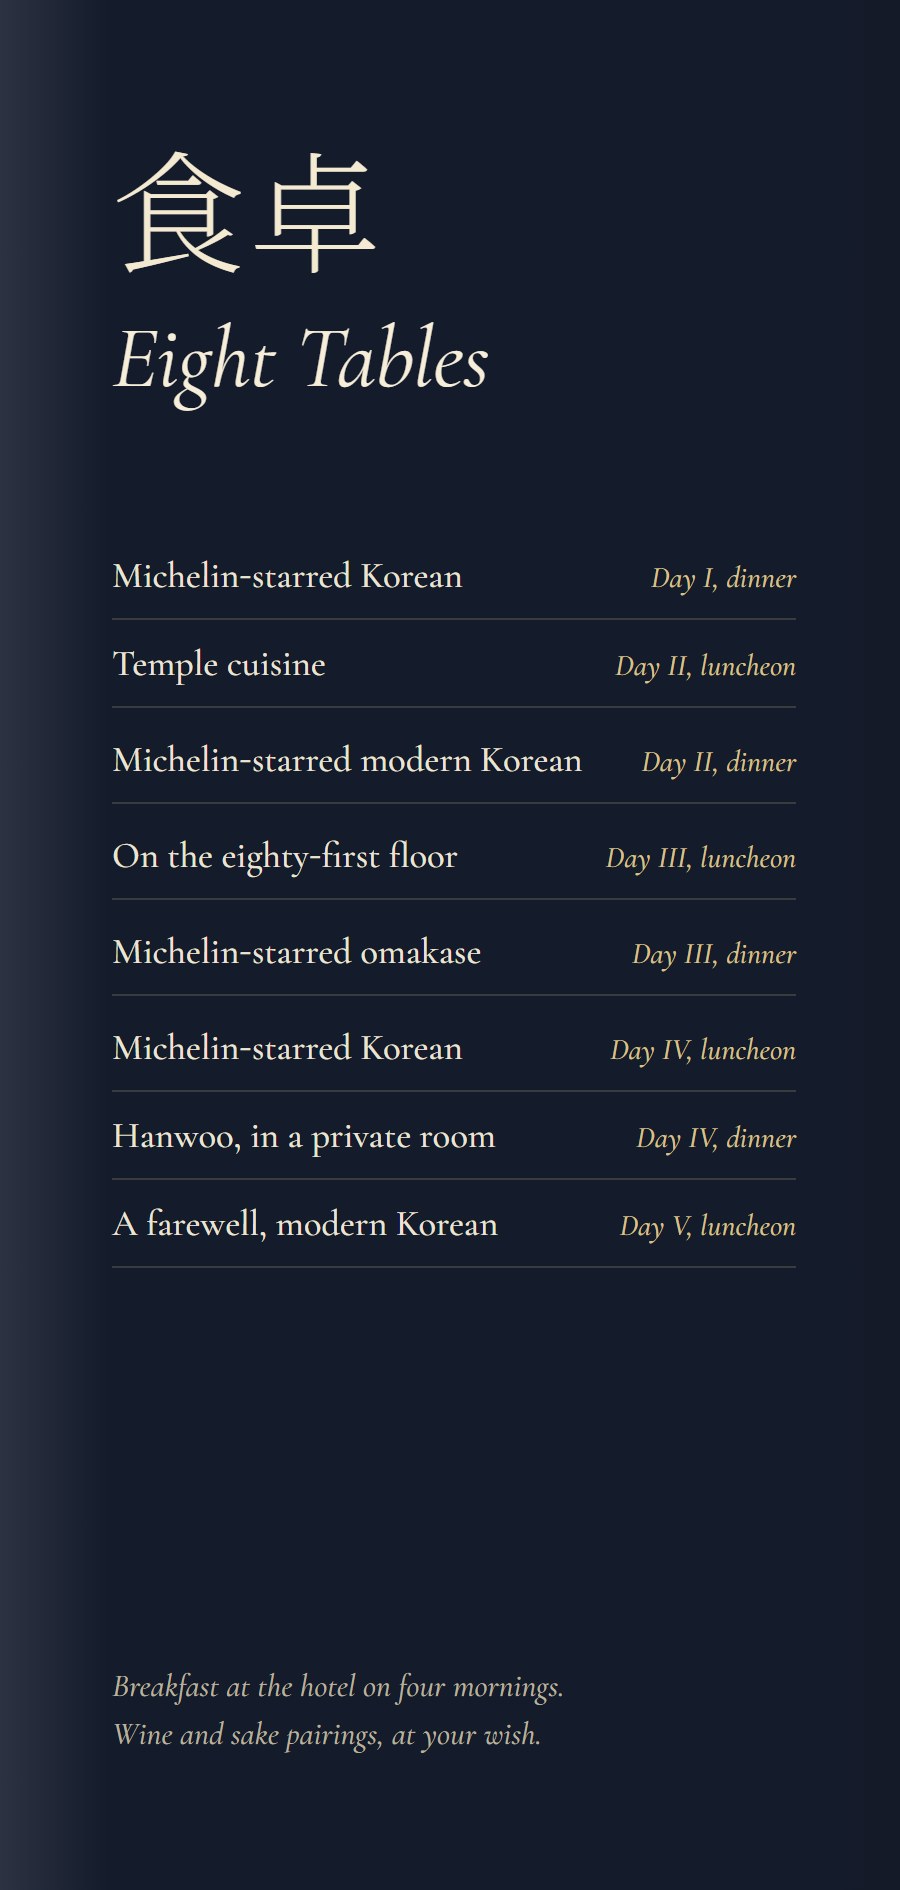 食卓
Eight Tables
Michelin-starred Korean Day I, dinner
Temple cuisine Day II, luncheon
Michelin-starred modern Korean Day II, dinner
On the eighty-first floor Day III, luncheon
Michelin-starred omakase Day III, dinner
Michelin-starred Korean Day IV, luncheon
Hanwoo, in a private room Day IV, dinner
A farewell, modern Korean Day V, luncheon
Breakfast at the hotel on four mornings.
Wine and sake pairings, at your wish.